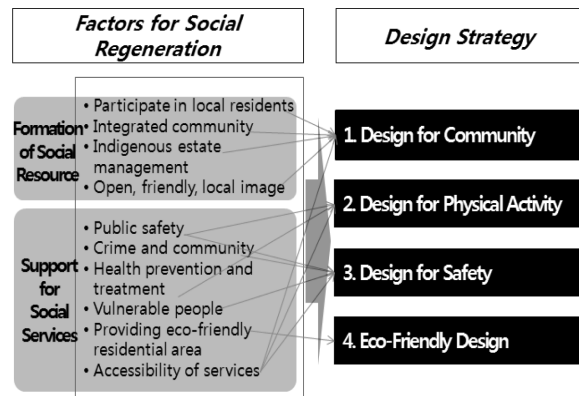 Factors for Social
Regeneration
Design Strategy
Formation
of Social
Resource
• Participate in local residents
• Integrated community
• Indigenous estate
management
• Open, friendly, local image
Support
for
Social
Services
• Public safety
• Crime and community
• Health prevention and
treatment
• Vulnerable people
• Providing eco-friendly
residential area
• Accessibility of services
1. Design for Community
2. Design for Physical Activity
3. Design for Safety
4. Eco-Friendly Design